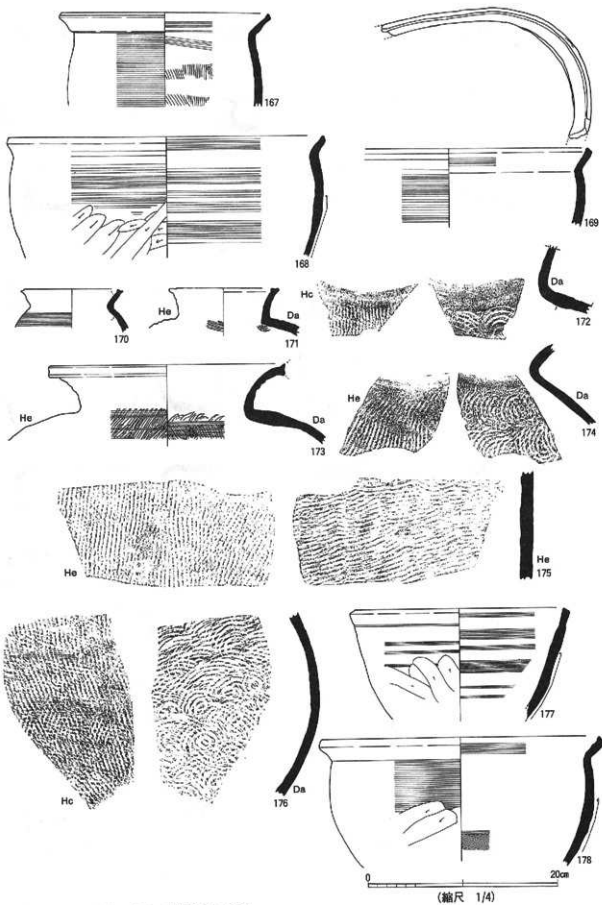 167
168
169
170
He
Da
171
Hc
Da
172
He
Da
173
He
Da
174
He
He
175
Hc
Da
176
177
178
0
20cm
(縮尺 1/4)